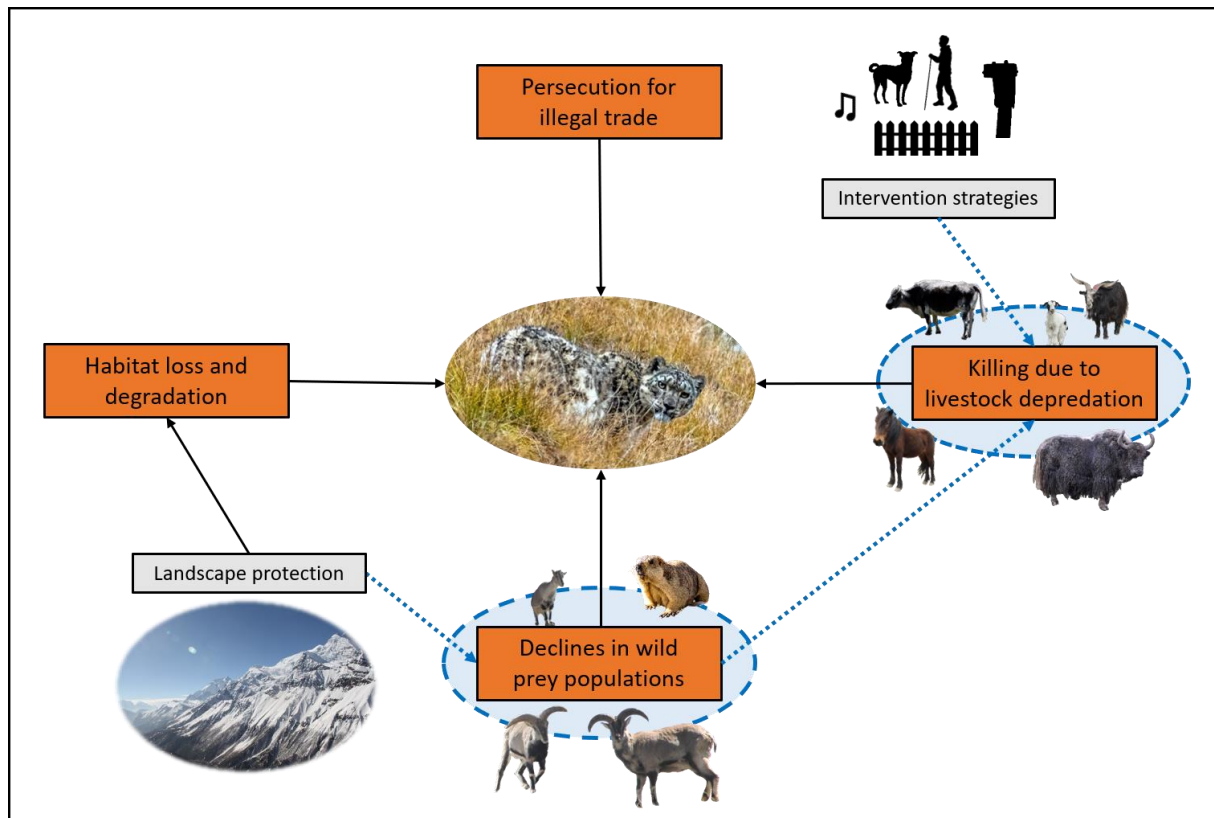 Persecution for
illegal trade
Intervention strategies
Habitat loss and
degradation
Killing due to
livestock depredation
Landscape protection
Declines in wild
prey populations